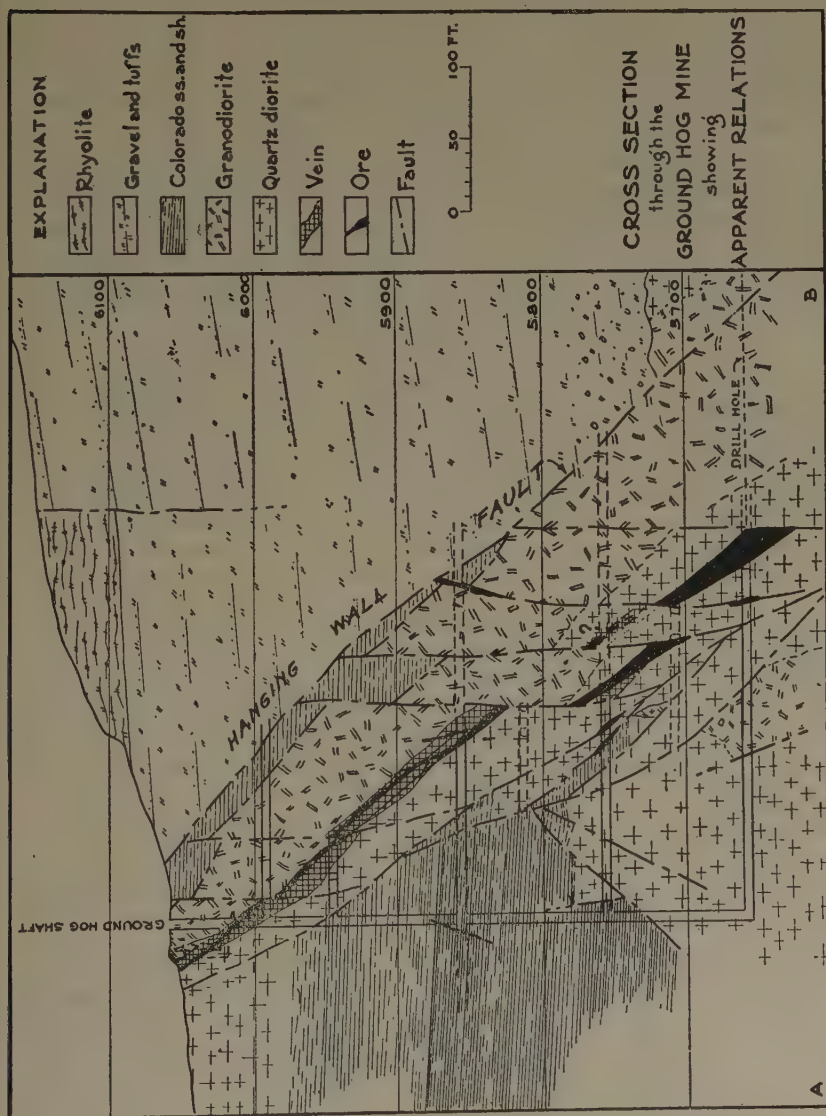 EXPLANATION
Rhyolite
Gravel and tuffs
Colorado ss. and sh.
Granodiorite
Quartz diorite
Vein
Ore
Fault
0 50 100 FT.
CROSS SECTION
through the
GROUND HOG MINE
showing
APPARENT RELATIONS
6100
6000
5900
5800
5700
GROUND HOG SHAFT
HANGING WALL FAULT
?
DRILL HOLE
A
B